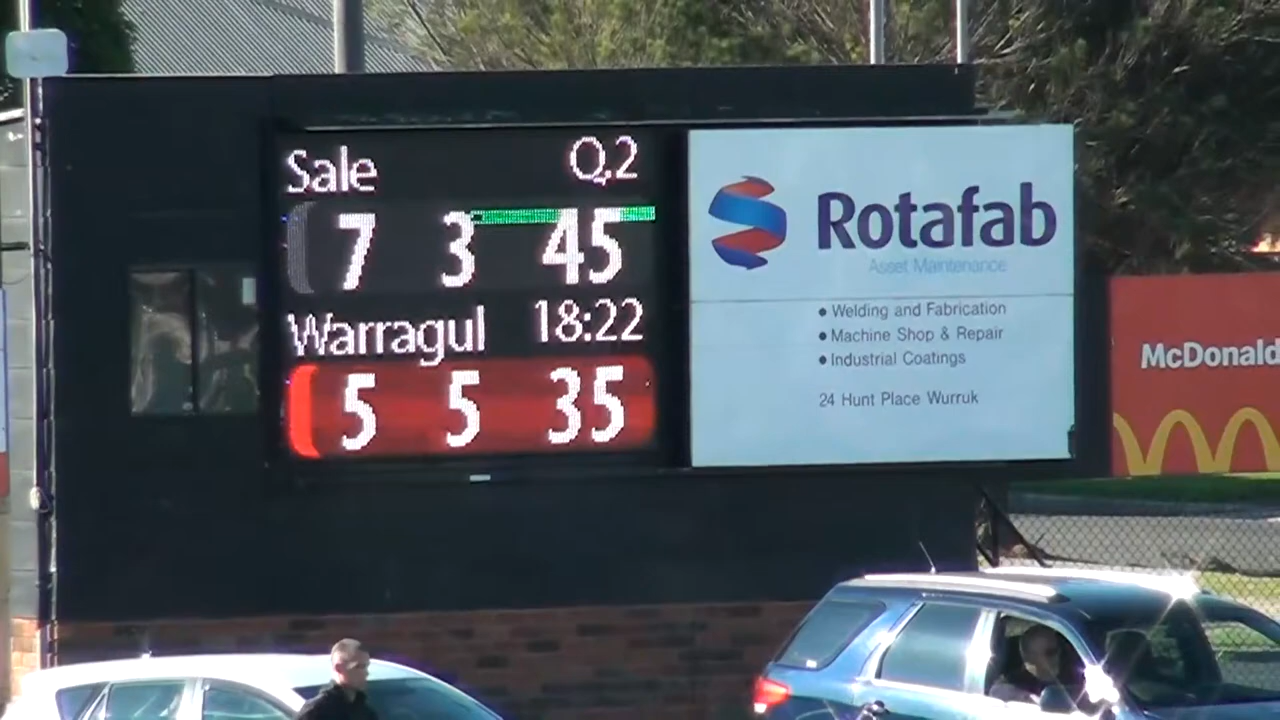 Sale Q.2
7 3 45
Warragul 18:22
5 5 35
Rotafab
Asset Maintenance
• Welding and Fabrication
• Machine Shop & Repair
• Industrial Coatings
24 Hunt Place Wurruk
McDonald